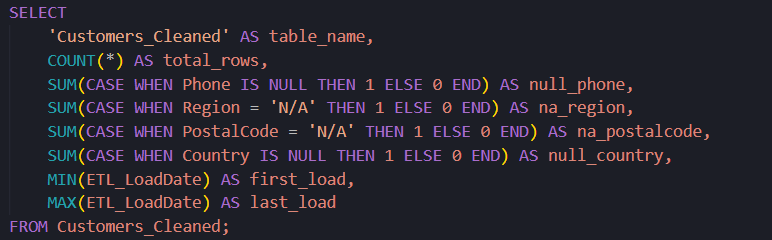 SELECT
    'Customers_Cleaned' AS table_name,
    COUNT(*) AS total_rows,
    SUM(CASE WHEN Phone IS NULL THEN 1 ELSE 0 END) AS null_phone,
    SUM(CASE WHEN Region = 'N/A' THEN 1 ELSE 0 END) AS na_region,
    SUM(CASE WHEN PostalCode = 'N/A' THEN 1 ELSE 0 END) AS na_postalcode,
    SUM(CASE WHEN Country IS NULL THEN 1 ELSE 0 END) AS null_country,
    MIN(ETL_LoadDate) AS first_load,
    MAX(ETL_LoadDate) AS last_load
FROM Customers_Cleaned;